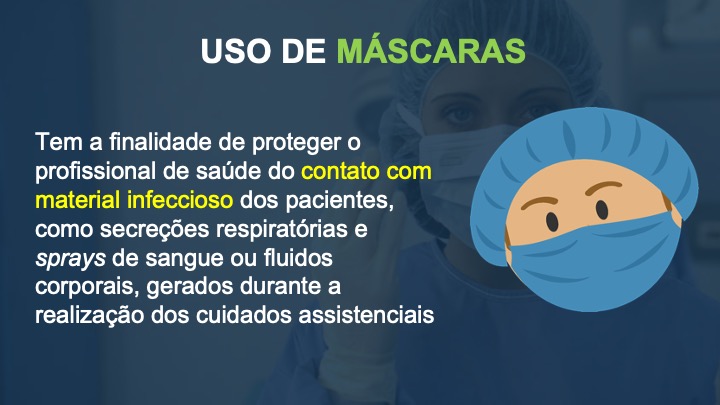 USO DE MÁSCARAS
Tem a finalidade de proteger o
profissional de saúde do contato com
material infeccioso dos pacientes,
como secreções respiratórias e
sprays de sangue ou fluidos
corporais, gerados durante a
realização dos cuidados assistenciais